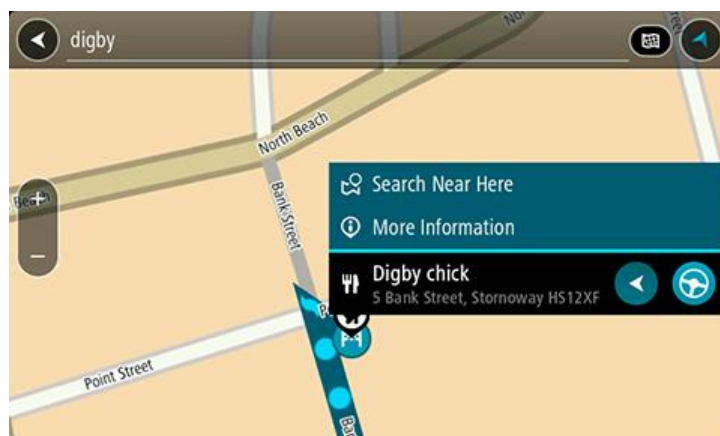 digby
North Beach
Beach
Bank Street
Search Near Here
More Information
Digby chick
5 Bank Street, Stornoway HS12XF
Point Street